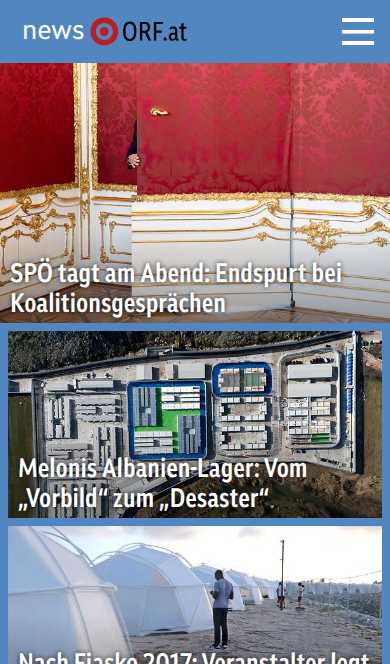 news ORF.at
SPÖ tagt am Abend: Endspurt bei
Koalitionsgesprächen
Melonis Albanien-Lager: Vom
„Vorbild“ zum „Desaster“
Nach Fiasko 2017: Veranstalter legt